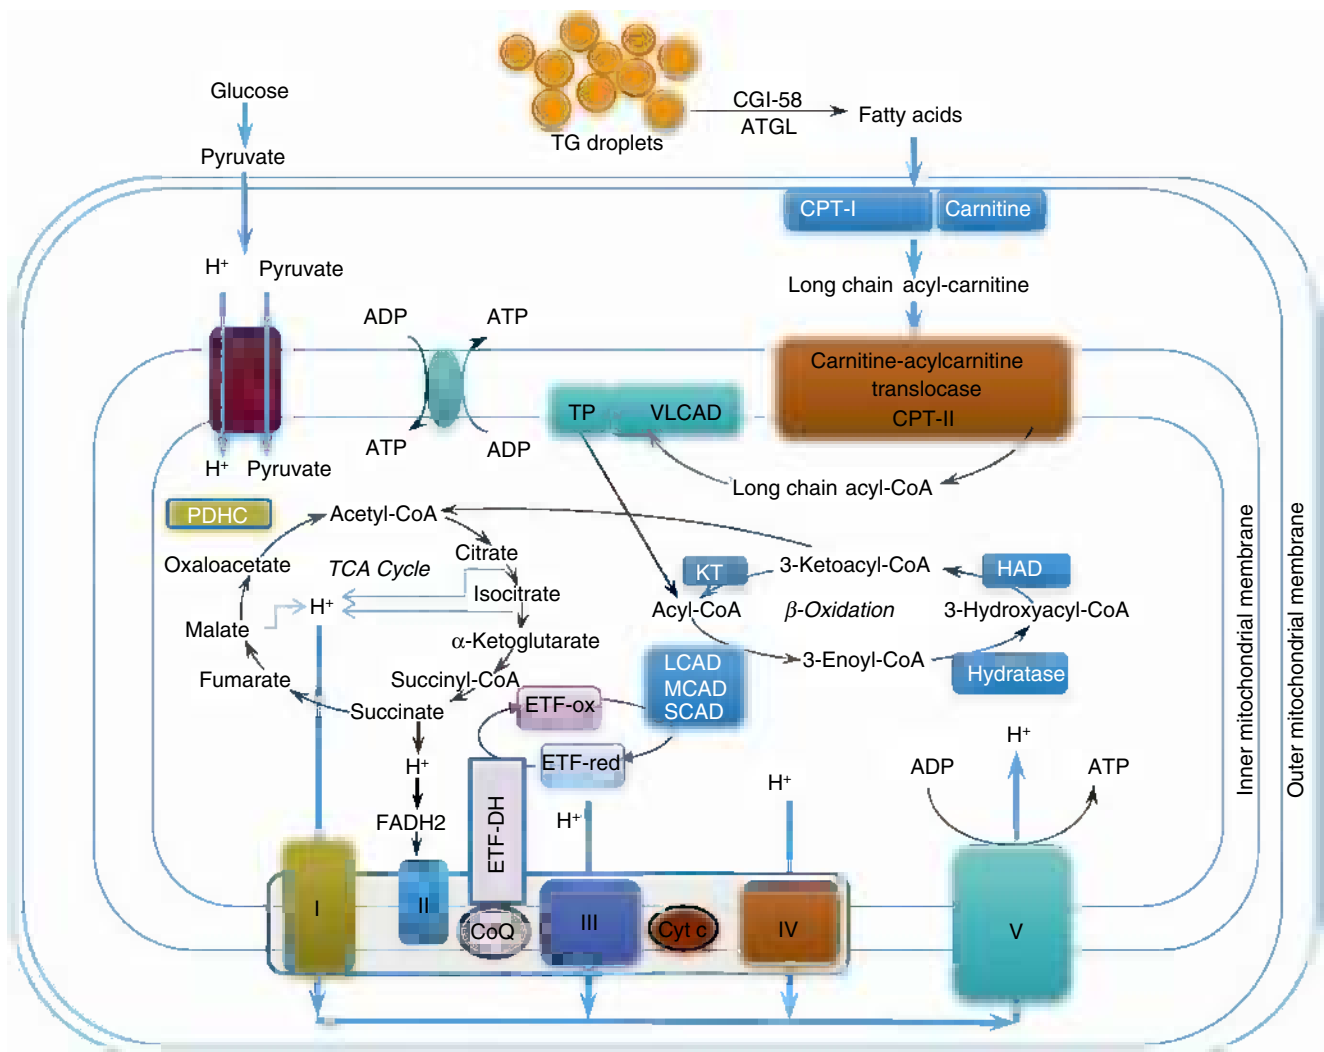 Glucose
Pyruvate
TG droplets
CGI-58
ATGL
Fatty acids
CPT-I
Carnitine
Long chain acyl-carnitine
H+
Pyruvate
ADP
ATP
Carnitine-acylcarnitine
translocase
CPT-II
TP
VLCAD
H+
Pyruvate
ATP
ADP
Long chain acyl-CoA
PDHC
Acetyl-CoA
Oxaloacetate
TCA Cycle
Citrate
Isocitrate
H+
Malate
α-Ketoglutarate
Fumarate
Succinyl-CoA
Succinate
KT
3-Ketoacyl-CoA
HAD
Acyl-CoA
β-Oxidation
3-Hydroxyacyl-CoA
3-Enoyl-CoA
Hydratase
LCAD
MCAD
SCAD
ETF-ox
ETF-red
H+
FADH2
ETF-DH
H+
H+
ADP
H+
ATP
I
II
CoQ
III
Cyt c
IV
V
Inner mitochondrial membrane
Outer mitochondrial membrane